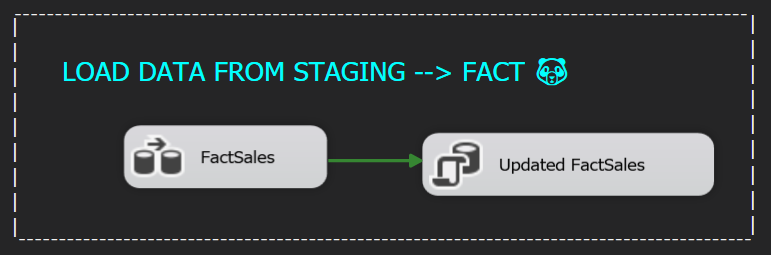 LOAD DATA FROM STAGING --> FACT 🐼
FactSales
Updated FactSales